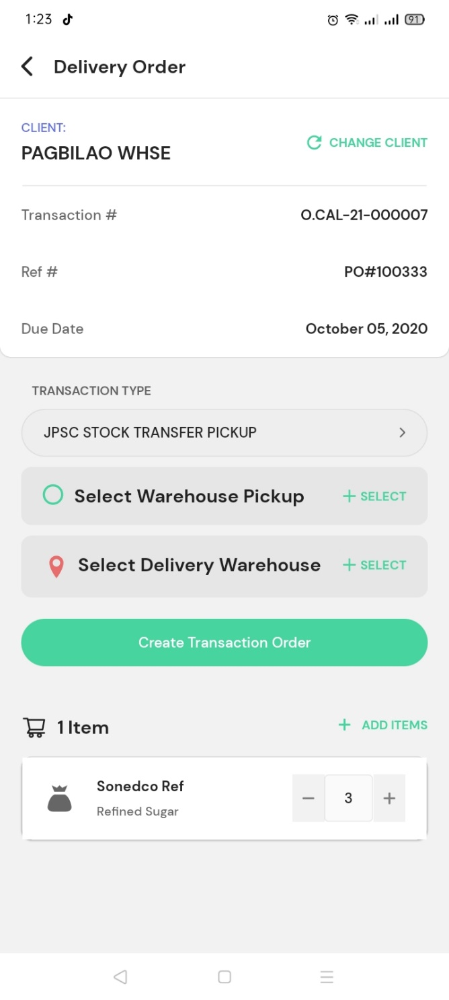 1:23
91
Delivery Order
CLIENT:
PAGBILAO WHSE
CHANGE CLIENT
Transaction # O.CAL-21-000007
Ref # PO#100333
Due Date October 05, 2020
TRANSACTION TYPE
JPSC STOCK TRANSFER PICKUP
Select Warehouse Pickup + SELECT
Select Delivery Warehouse + SELECT
Create Transaction Order
1 Item + ADD ITEMS
Sonedco Ref
Refined Sugar
− 3 +